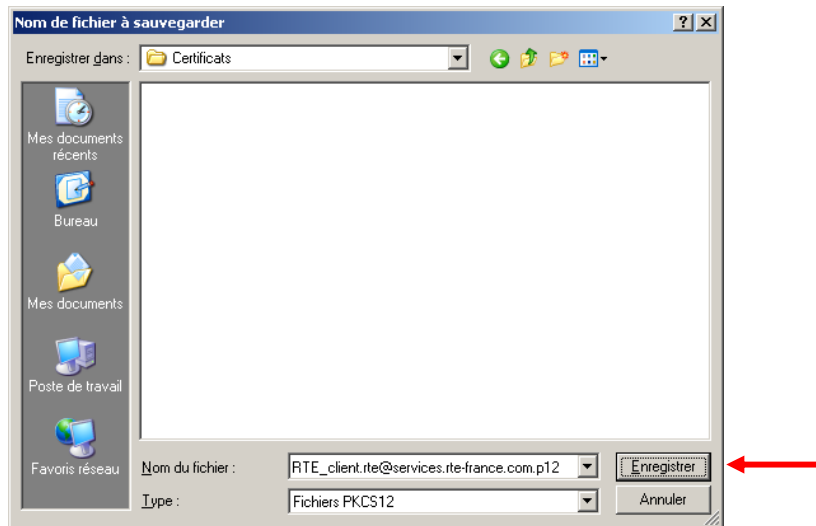 Nom de fichier à sauvegarder
Enregistrer dans :
Certificats
Mes documents
récents
Bureau
Mes documents
Poste de travail
Favoris réseau
Nom du fichier :
RTE_client.rte@services.rte-france.com.p12
Enregistrer
Type :
Fichiers PKCS12
Annuler